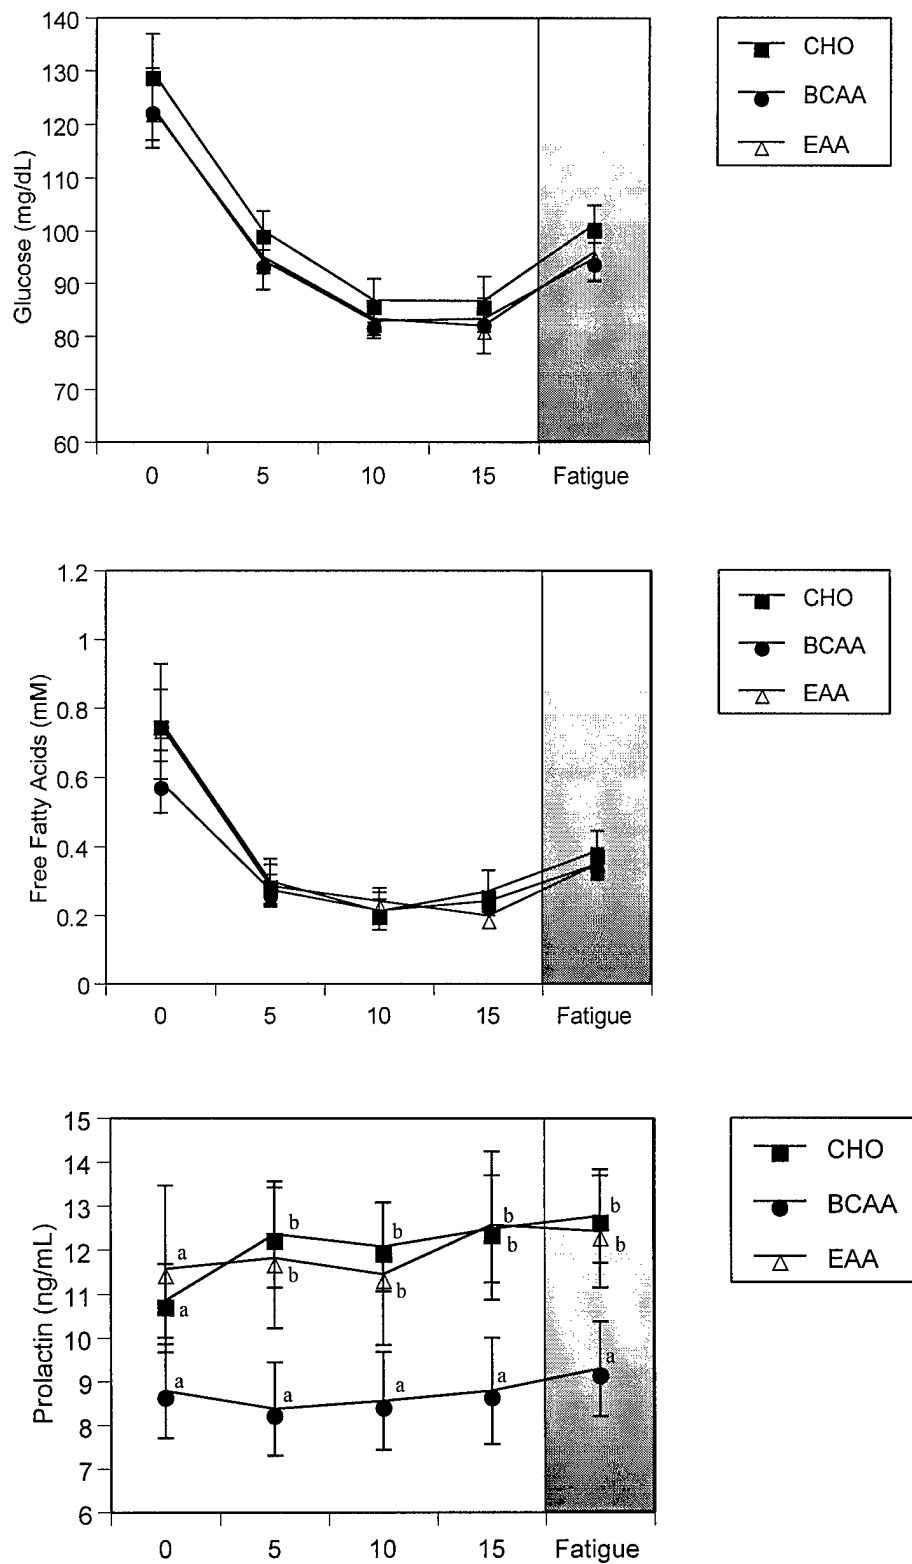 140
130
120
110
100
90
80
70
60
Glucose (mg/dL)
0 5 10 15 Fatigue
CHO
BCAA
EAA
1.2
1
0.8
0.6
0.4
0.2
0
Free Fatty Acids (mM)
0 5 10 15 Fatigue
CHO
BCAA
EAA
15
14
13
12
11
10
9
8
7
6
Prolactin (ng/mL)
a b b b b
a b b b b
a a a a a
0 5 10 15 Fatigue
CHO
BCAA
EAA